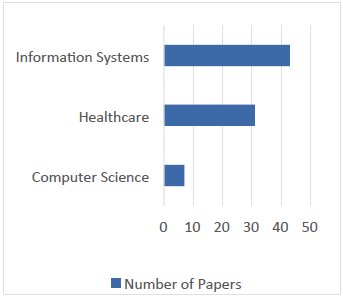 Information Systems
Healthcare
Computer Science
0 10 20 30 40 50
Number of Papers